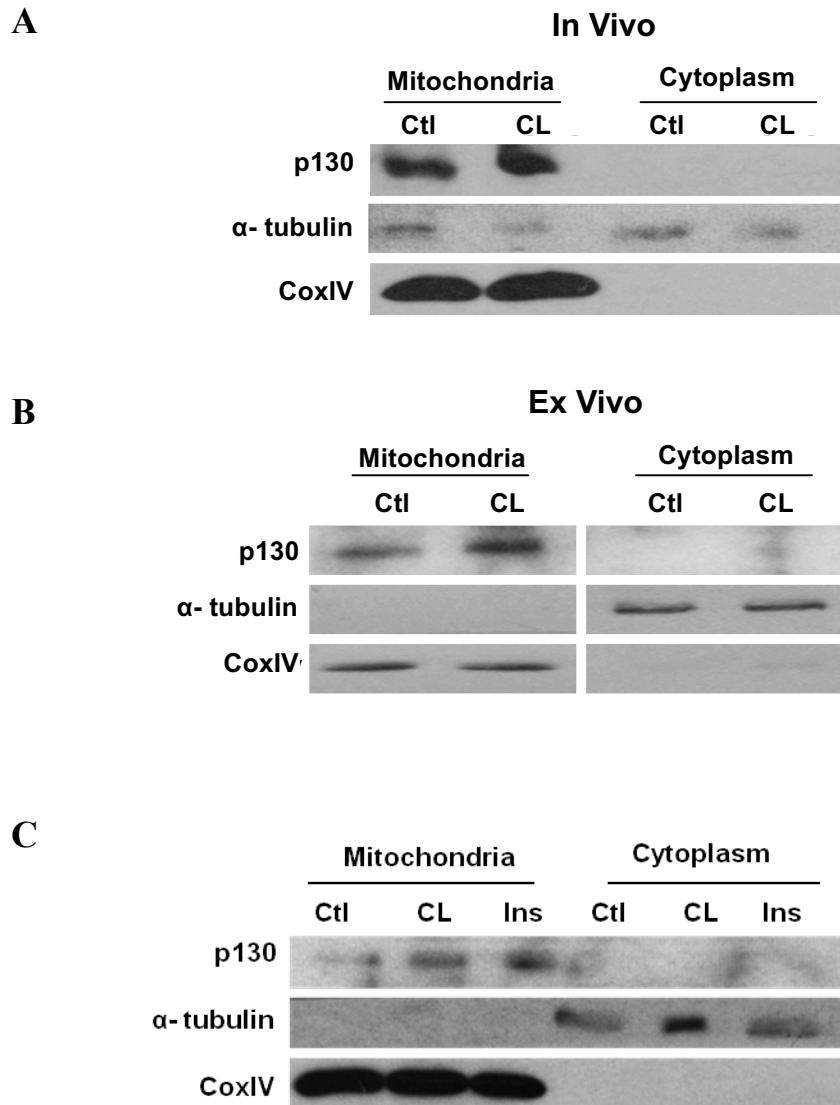 A
In Vivo
Mitochondria Cytoplasm
Ctl CL Ctl CL
p130
α- tubulin
CoxIV
B
Ex Vivo
Mitochondria Cytoplasm
Ctl CL Ctl CL
p130
α- tubulin
CoxIV
C
Mitochondria Cytoplasm
Ctl CL Ins Ctl CL Ins
p130
α- tubulin
CoxIV